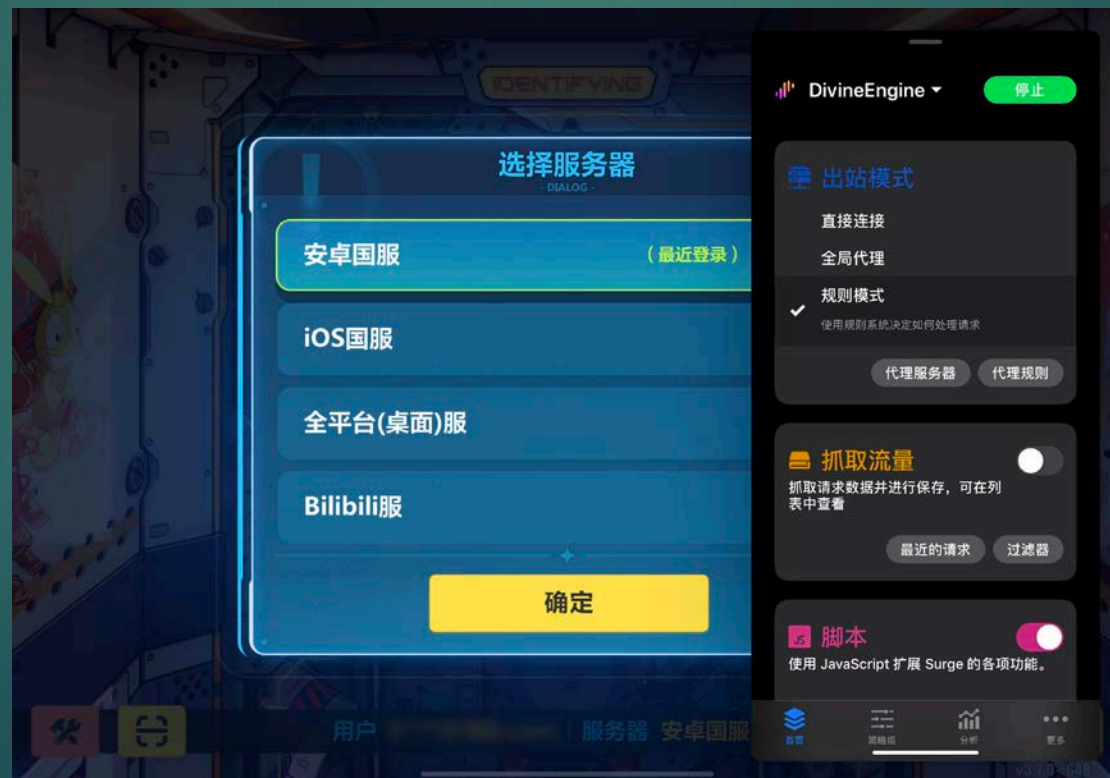 IDENTIFYING
选择服务器
- DIALOG -
安卓国服
（最近登录）
iOS国服
全平台(桌面)服
Bilibili服
确定
用户
服务器 安卓国服
DivineEngine
停止
出站模式
直接连接
全局代理
规则模式
使用规则系统决定如何处理请求
代理服务器
代理规则
抓取流量
抓取请求数据并进行保存，可在列
表中查看
最近的请求
过滤器
JS 脚本
使用 JavaScript 扩展 Surge 的各项功能。
首页
策略组
分析
更多